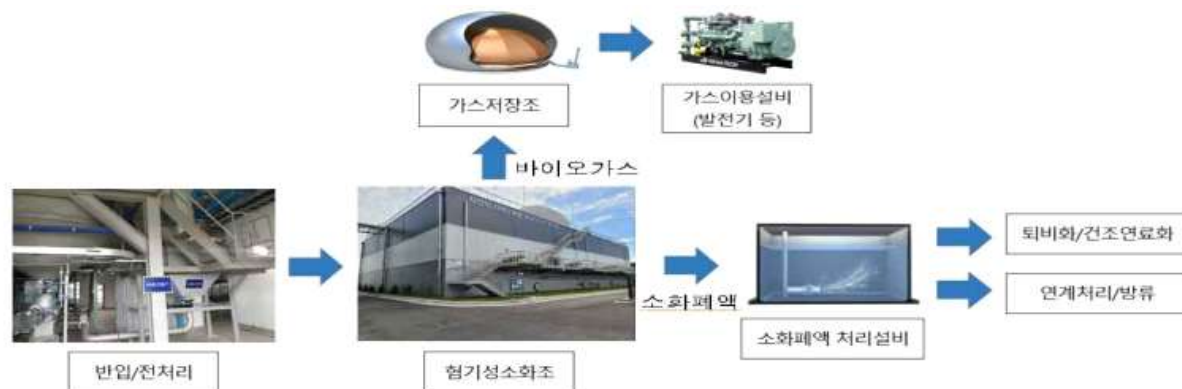 가스저장조
가스이용설비
(발전기 등)
바이오가스
퇴비화/건조연료화
연계처리/방류
소화폐액
소화폐액 처리설비
반입/전처리
혐기성소화조